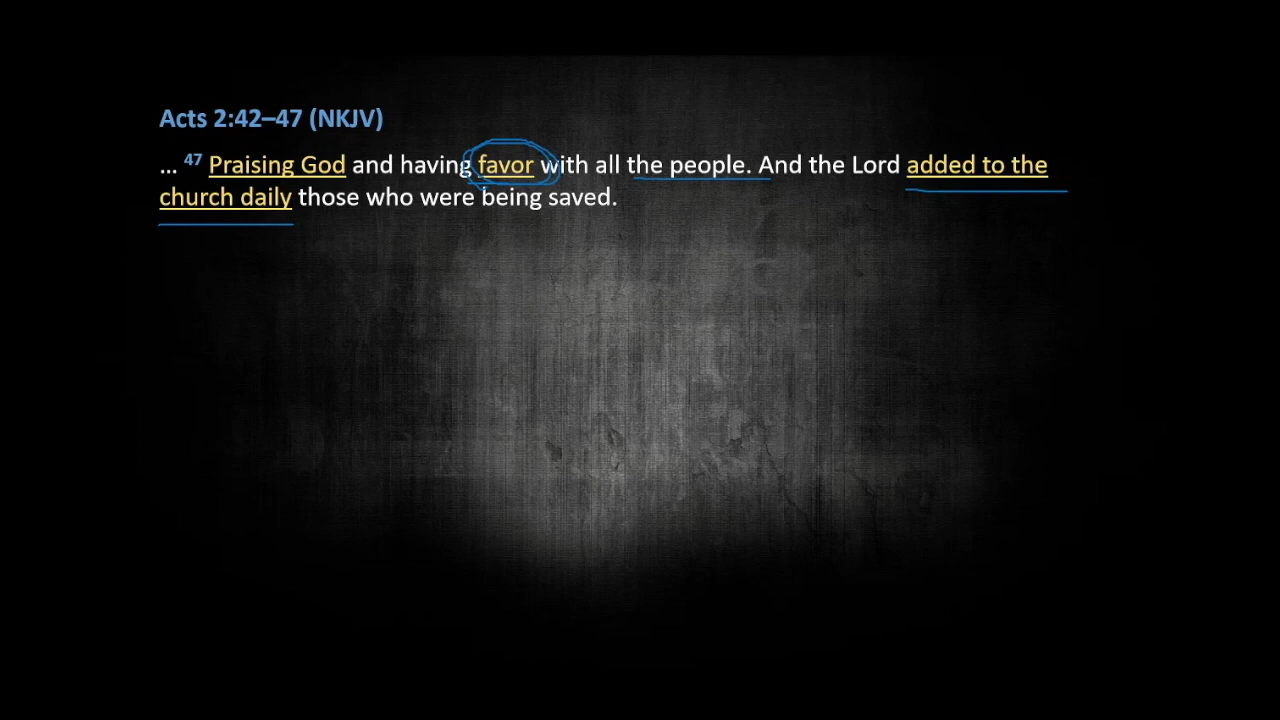 Acts 2:42–47 (NKJV)
... 47 Praising God and having favor with all the people. And the Lord added to the
church daily those who were being saved.